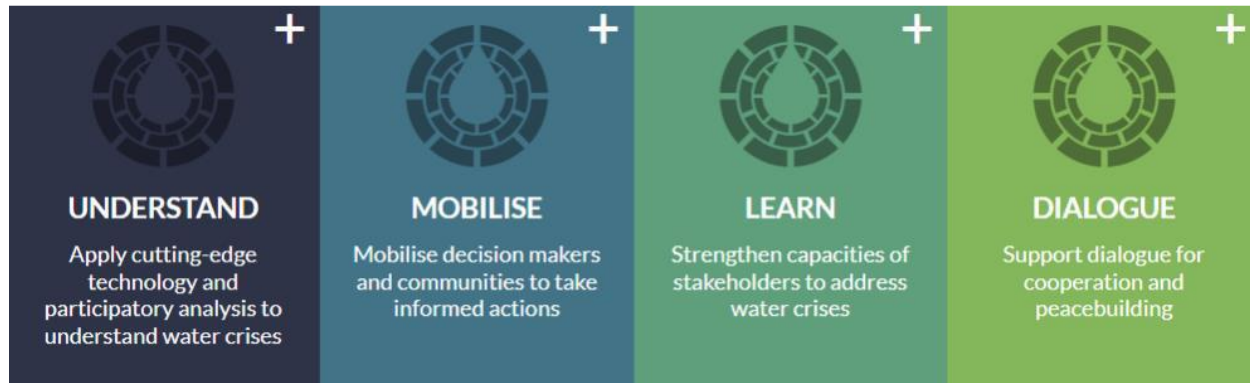 +
+
+
+
UNDERSTAND
Apply cutting-edge
technology and
participatory analysis to
understand water crises
MOBILISE
Mobilise decision makers
and communities to take
informed actions
LEARN
Strengthen capacities of
stakeholders to address
water crises
DIALOGUE
Support dialogue for
cooperation and
peacebuilding